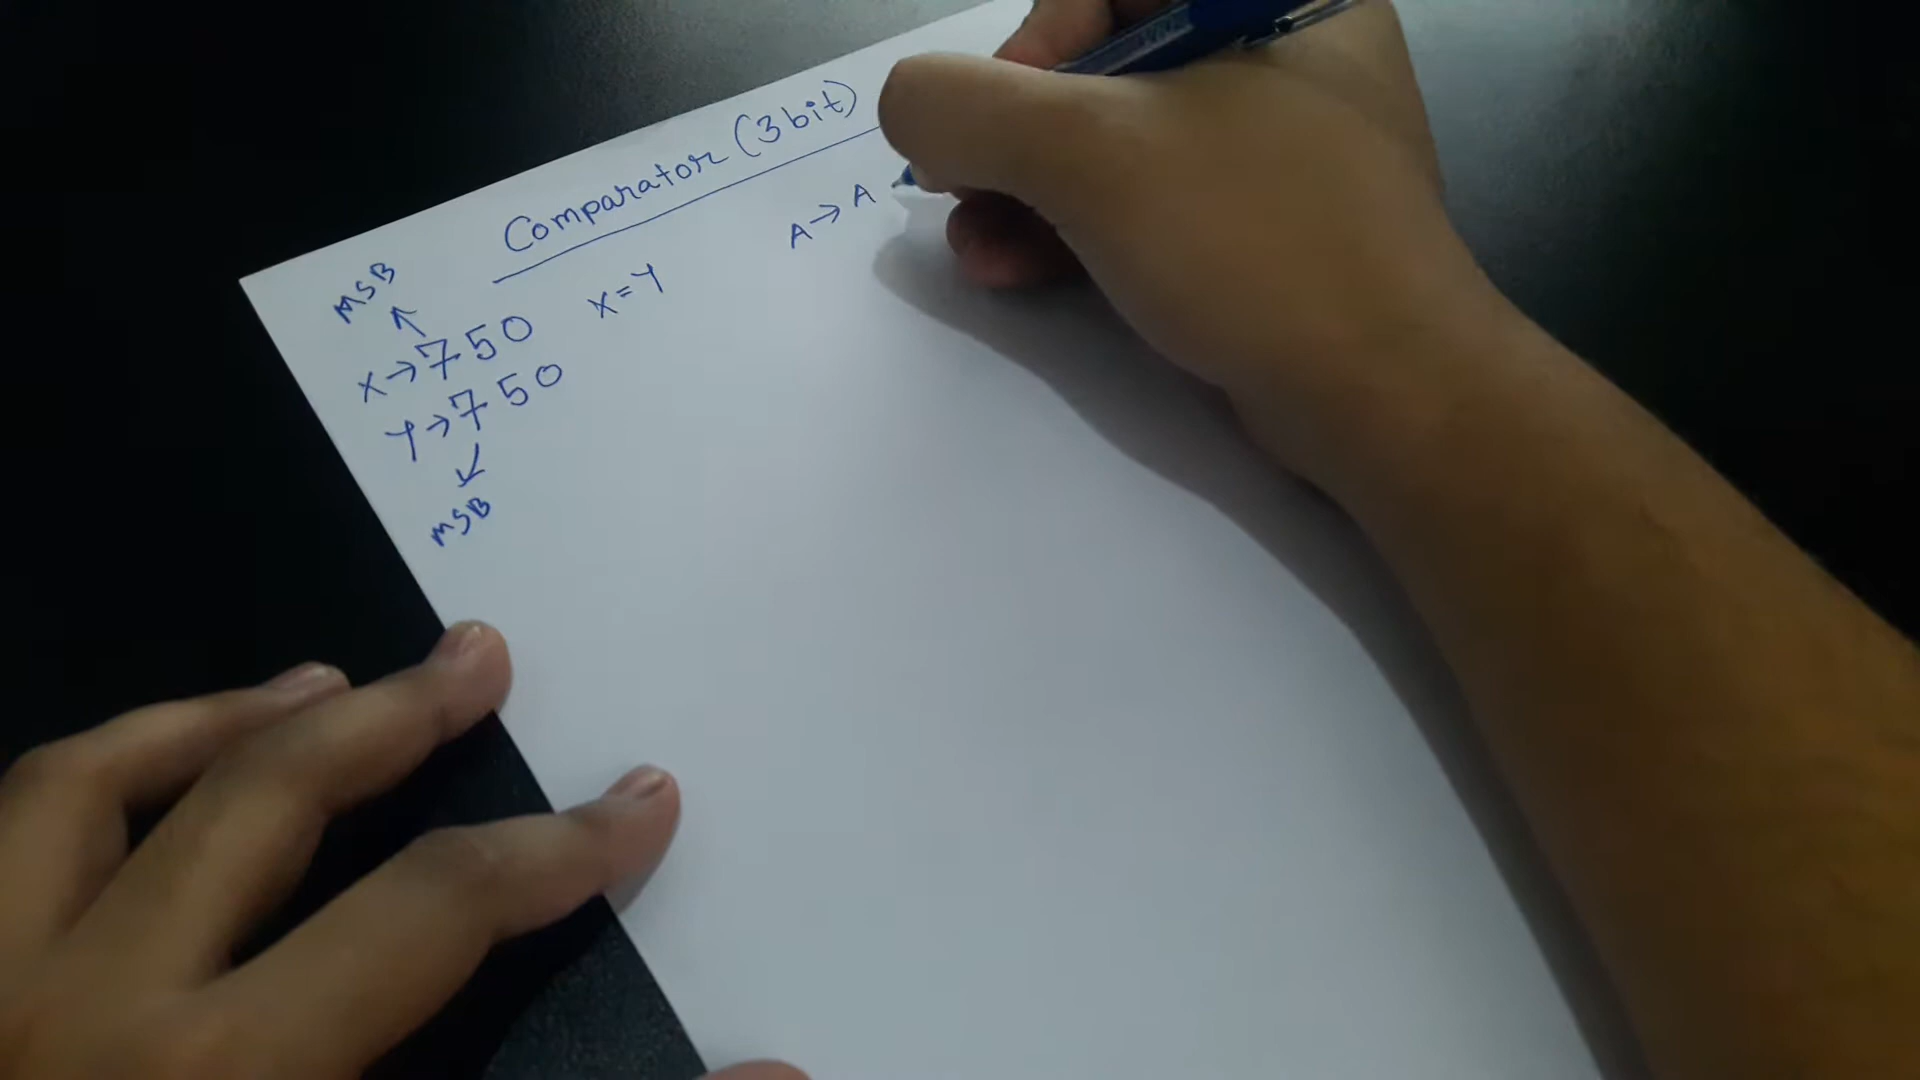 Comparator (3 bit)
MSB
X→750
X=Y
A→A
Y→750
MSB